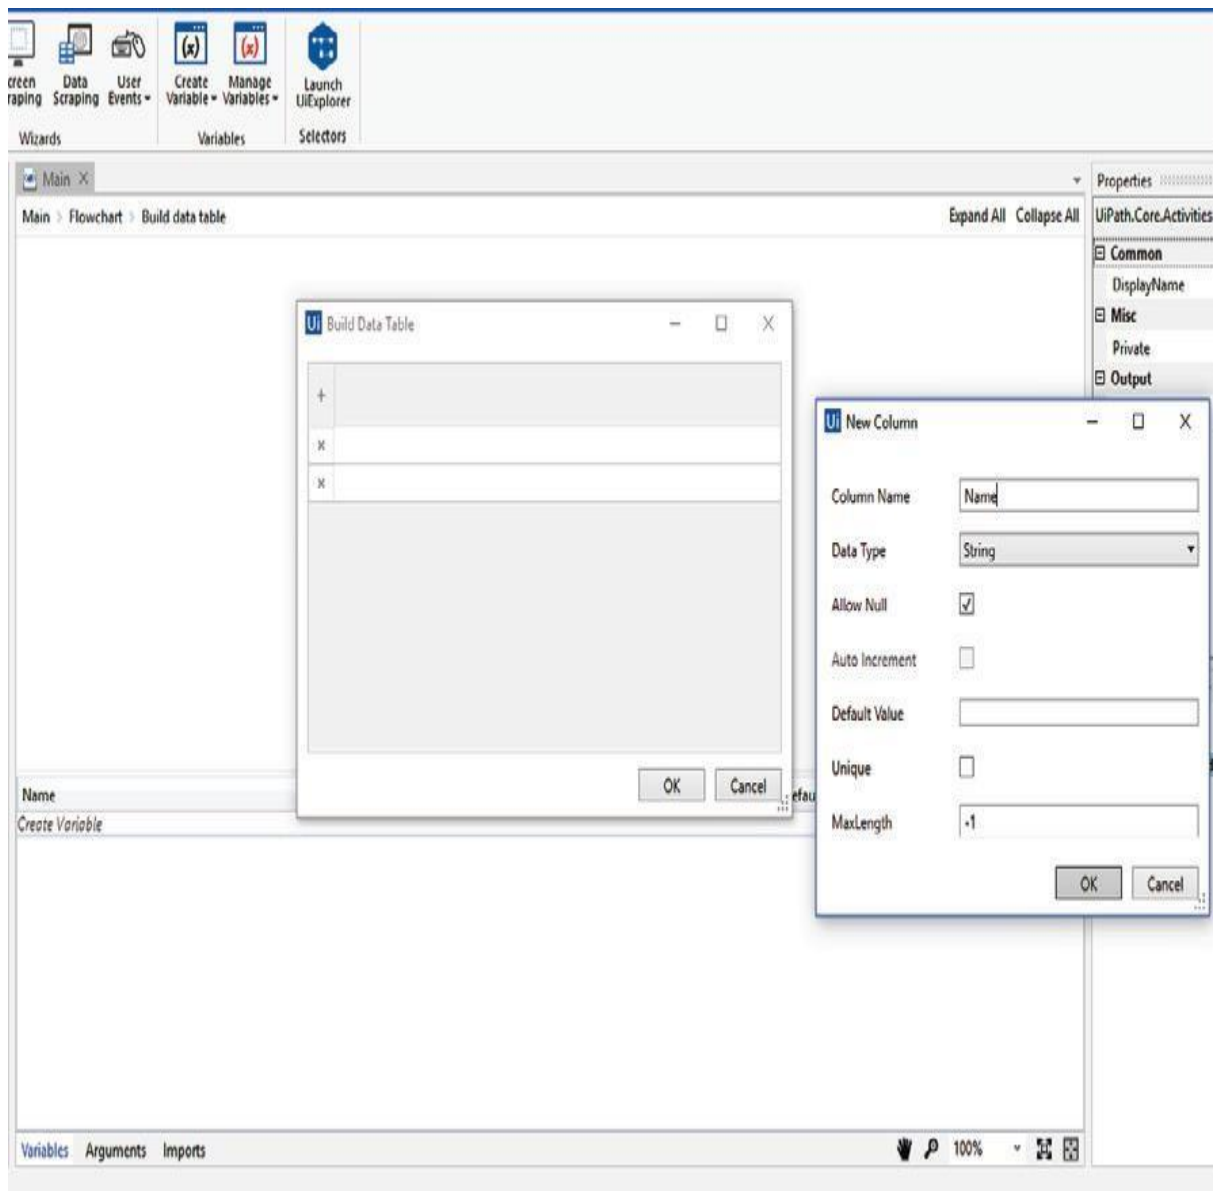 creen Data User Create Manage Launch
raping Scraping Events Variable Variables UiExplorer
Wizards Variables Selectors
Main X
Properties
Main > Flowchart > Build data table Expand All Collapse All
UiPath.Core.Activities
Common
DisplayName
Misc
Private
Output
Ui Build Data Table
Ui New Column
Column Name Name
Data Type String
Allow Null
Auto Increment
Default Value
Unique
MaxLength -1
OK Cancel
OK Cancel
Name efau
Create Variable
Variables Arguments Imports 100%